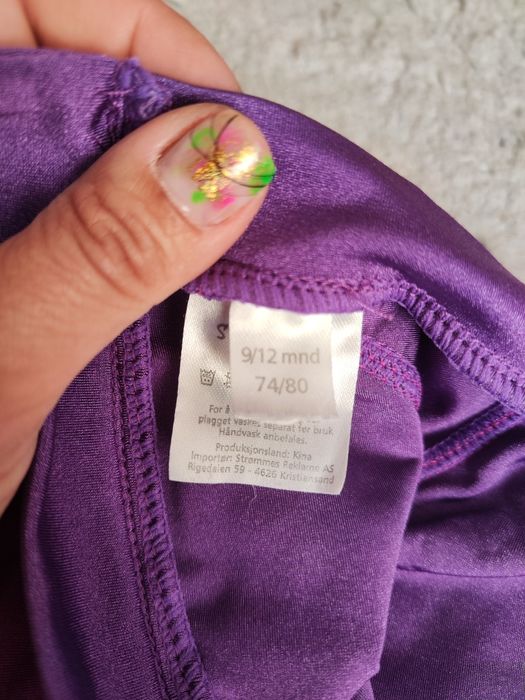 9/12 mnd
74/80
For å
plagget vaskes separat før bruk
Håndvask anbefales.
Produksjonsland: Kina
Importør: Strømmes Reklame AS
Rigedalen 59 - 4626 Kristiansand